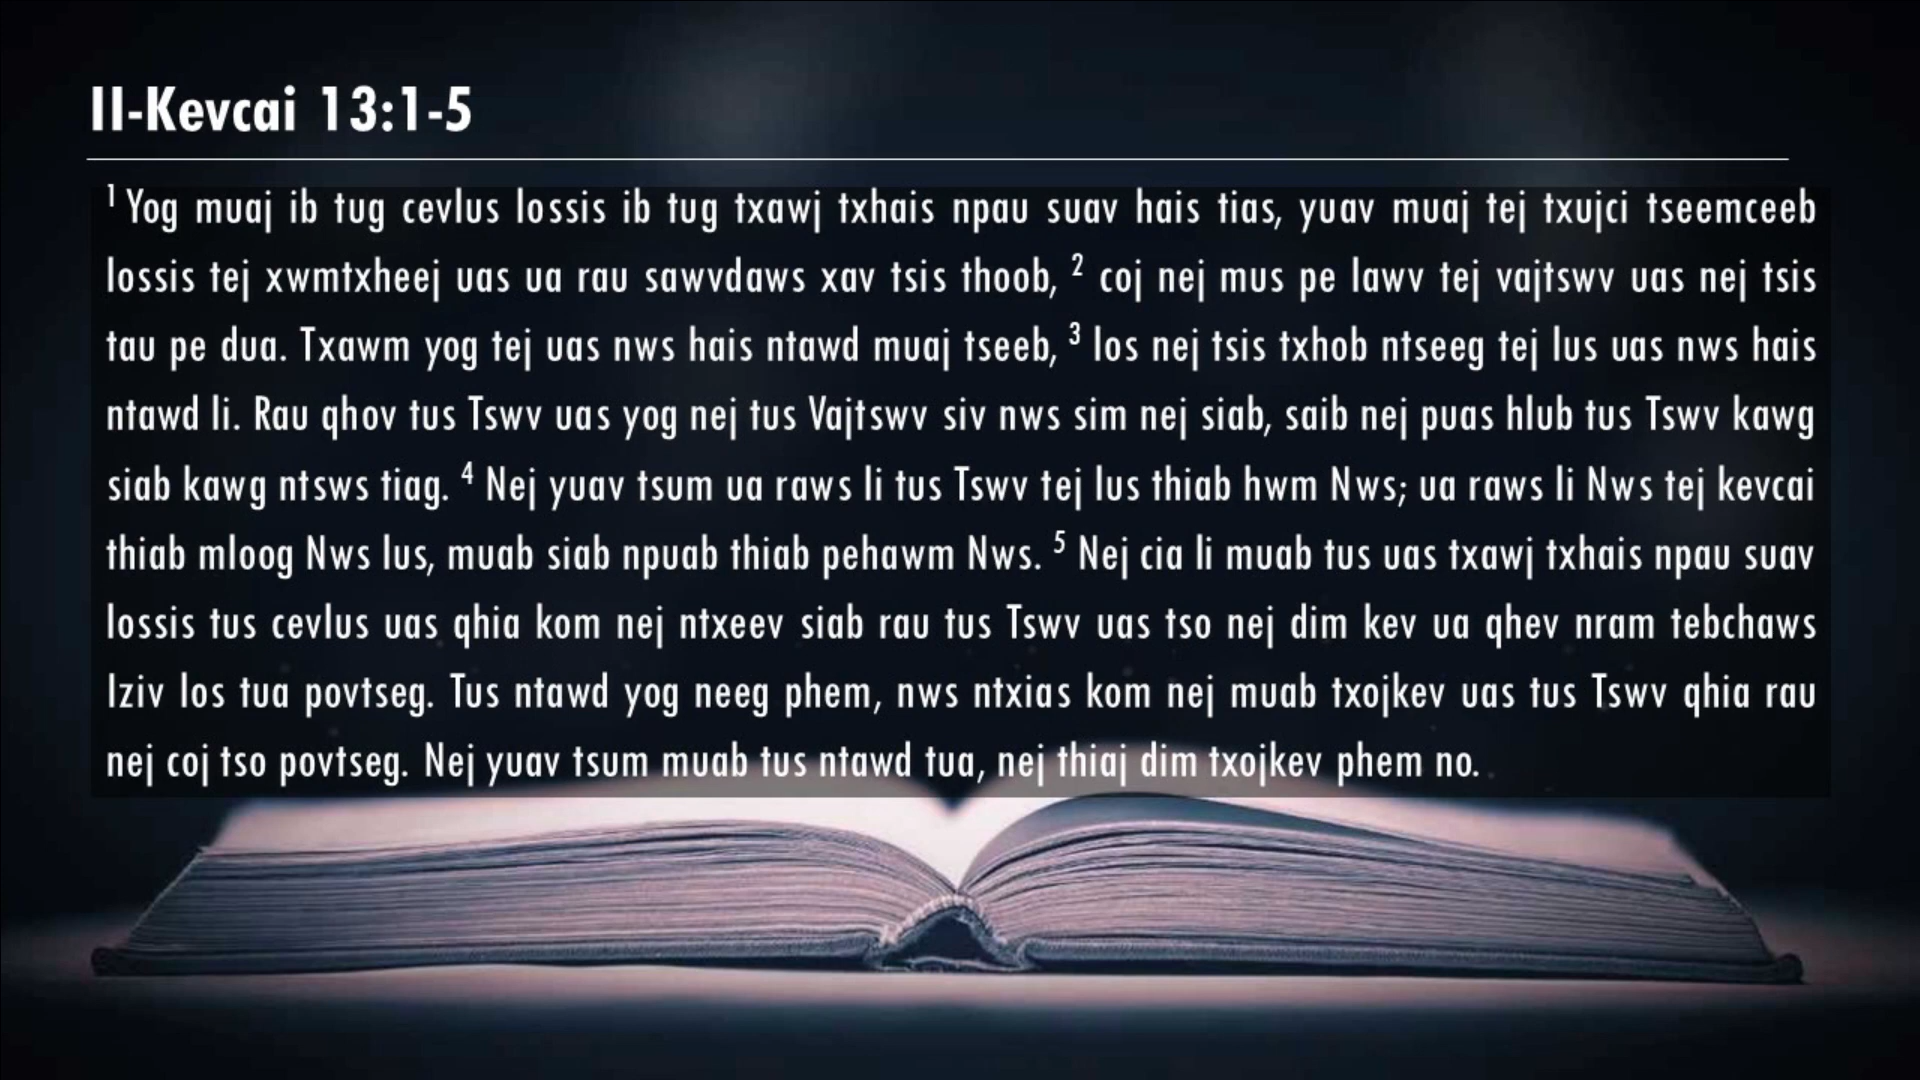 II-Kevcai 13:1-5
1 Yog muaj ib tug cevlus lossis ib tug txawj txhais npau suav hais tias, yuav muaj tej txujci tseemceeb
lossis tej xwmtxheej uas ua rau sawvdaws xav tsis thoob, 2 coj nej mus pe lawv tej vajtswv uas nej tsis
tau pe dua. Txawm yog tej uas nws hais ntawd muaj tseeb, 3 los nej tsis txhob ntseeg tej lus uas nws hais
ntawd li. Rau qhov tus Tswv uas yog nej tus Vajtswv siv nws sim nej siab, saib nej puas hlub tus Tswv kawg
siab kawg ntsws tiag. 4 Nej yuav tsum ua raws li tus Tswv tej lus thiab hwm Nws; ua raws li Nws tej kevcai
thiab mloog Nws lus, muab siab npuab thiab pehawm Nws. 5 Nej cia li muab tus uas txawj txhais npau suav
lossis tus cevlus uas qhia kom nej ntxeev siab rau tus Tswv uas tso nej dim kev ua qhev nram tebchaws
Iziv los tua povtseg. Tus ntawd yog neeg phem, nws ntxias kom nej muab txojkev uas tus Tswv qhia rau
nej coj tso povtseg. Nej yuav tsum muab tus ntawd tua, nej thiaj dim txojkev phem no.